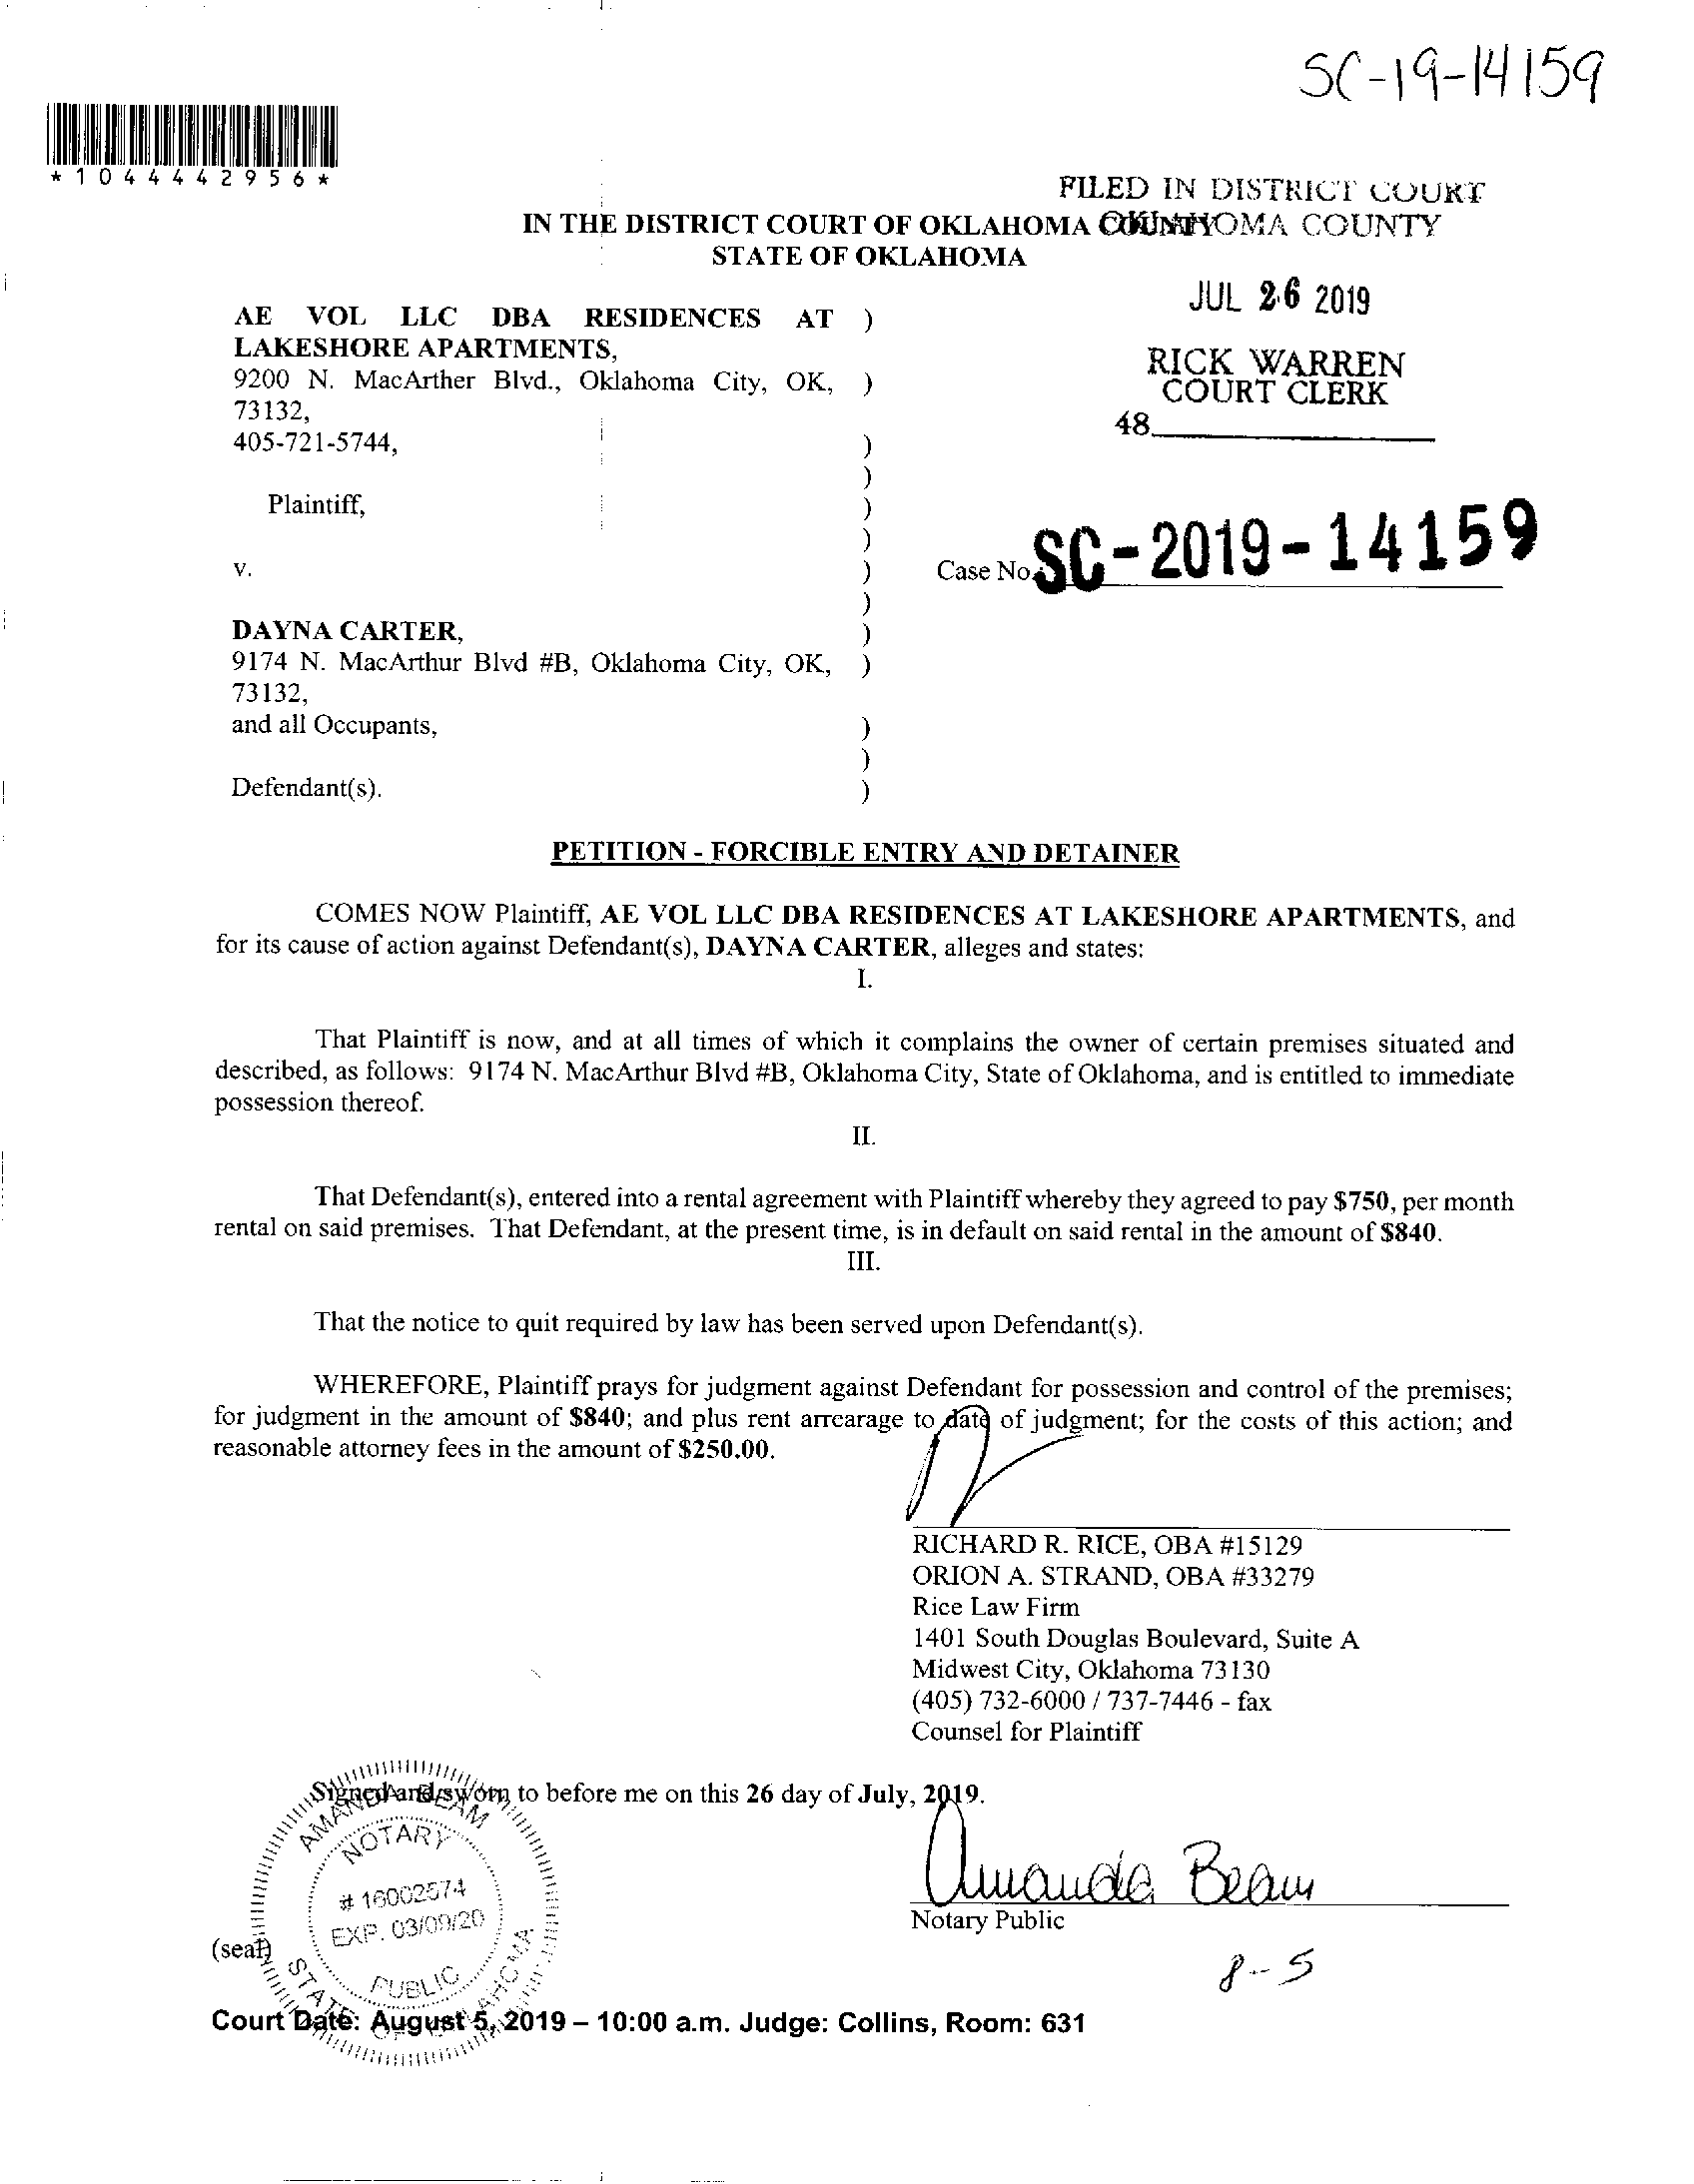 SC-19-14159
*1044442956*
FILED IN DISTRICT COURT
OKLAHOMA COUNTY
IN THE DISTRICT COURT OF OKLAHOMA COUNTY
STATE OF OKLAHOMA
JUL 26 2019
RICK WARREN
COURT CLERK
48
AE VOL LLC DBA RESIDENCES AT )
LAKESHORE APARTMENTS,
9200 N. MacArther Blvd., Oklahoma City, OK, )
73132,
405-721-5744, )
)
Plaintiff, )
)
v. )
Case No. SC-2019-14159
)
DAYNA CARTER, )
9174 N. MacArthur Blvd #B, Oklahoma City, OK, )
73132,
and all Occupants, )
)
Defendant(s). )
PETITION - FORCIBLE ENTRY AND DETAINER
COMES NOW Plaintiff, AE VOL LLC DBA RESIDENCES AT LAKESHORE APARTMENTS, and
for its cause of action against Defendant(s), DAYNA CARTER, alleges and states:
I.
That Plaintiff is now, and at all times of which it complains the owner of certain premises situated and
described, as follows: 9174 N. MacArthur Blvd #B, Oklahoma City, State of Oklahoma, and is entitled to immediate
possession thereof.
II.
That Defendant(s), entered into a rental agreement with Plaintiff whereby they agreed to pay $750, per month
rental on said premises. That Defendant, at the present time, is in default on said rental in the amount of $840.
III.
That the notice to quit required by law has been served upon Defendant(s).
WHEREFORE, Plaintiff prays for judgment against Defendant for possession and control of the premises;
for judgment in the amount of $840; and plus rent arrearage to date of judgment; for the costs of this action; and
reasonable attorney fees in the amount of $250.00.
RICHARD R. RICE, OBA #15129
ORION A. STRAND, OBA #33279
Rice Law Firm
1401 South Douglas Boulevard, Suite A
Midwest City, Oklahoma 73130
(405) 732-6000 / 737-7446 - fax
Counsel for Plaintiff
Signed and sworn to before me on this 26 day of July, 2019.
AMANDA BEAM
NOTARY
# 16002574
EXP. 03/09/20
PUBLIC
STATE OF OKLAHOMA
Amanda Beam
Notary Public
(seal)
8-5
Court Date: August 5, 2019 – 10:00 a.m. Judge: Collins, Room: 631